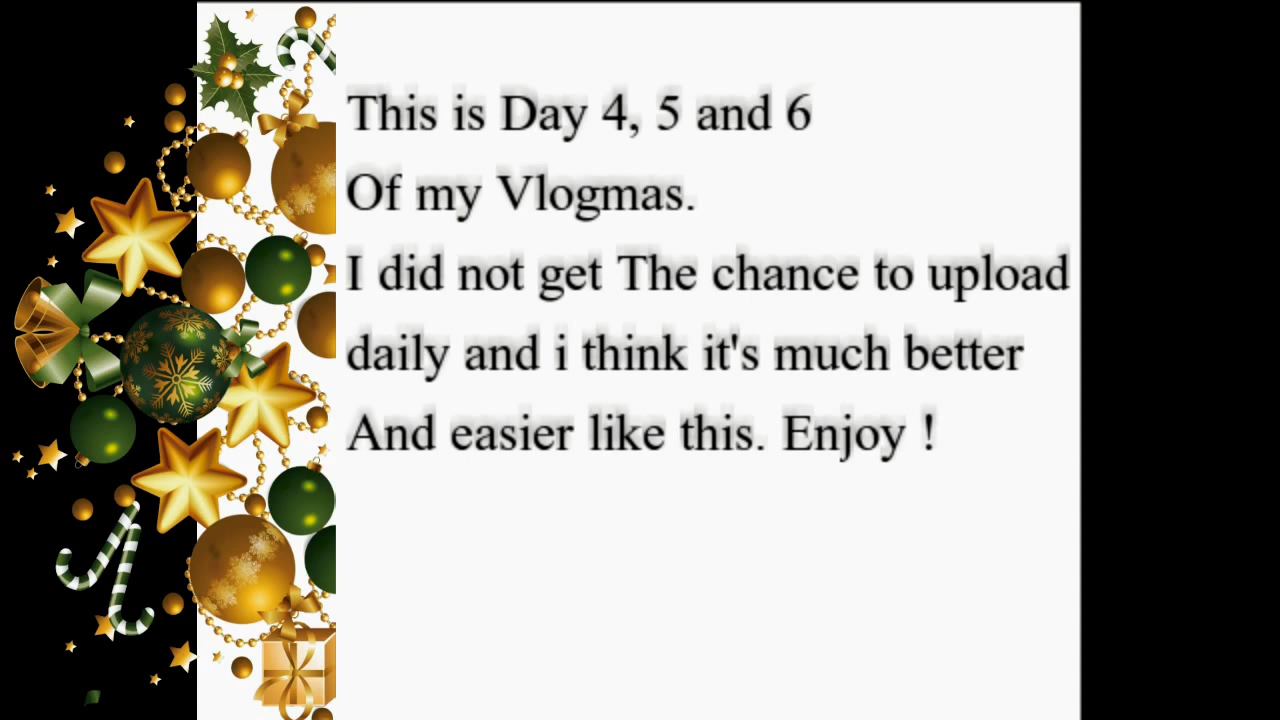 This is Day 4, 5 and 6
Of my Vlogmas.
I did not get The chance to upload
daily and i think it's much better
And easier like this. Enjoy !